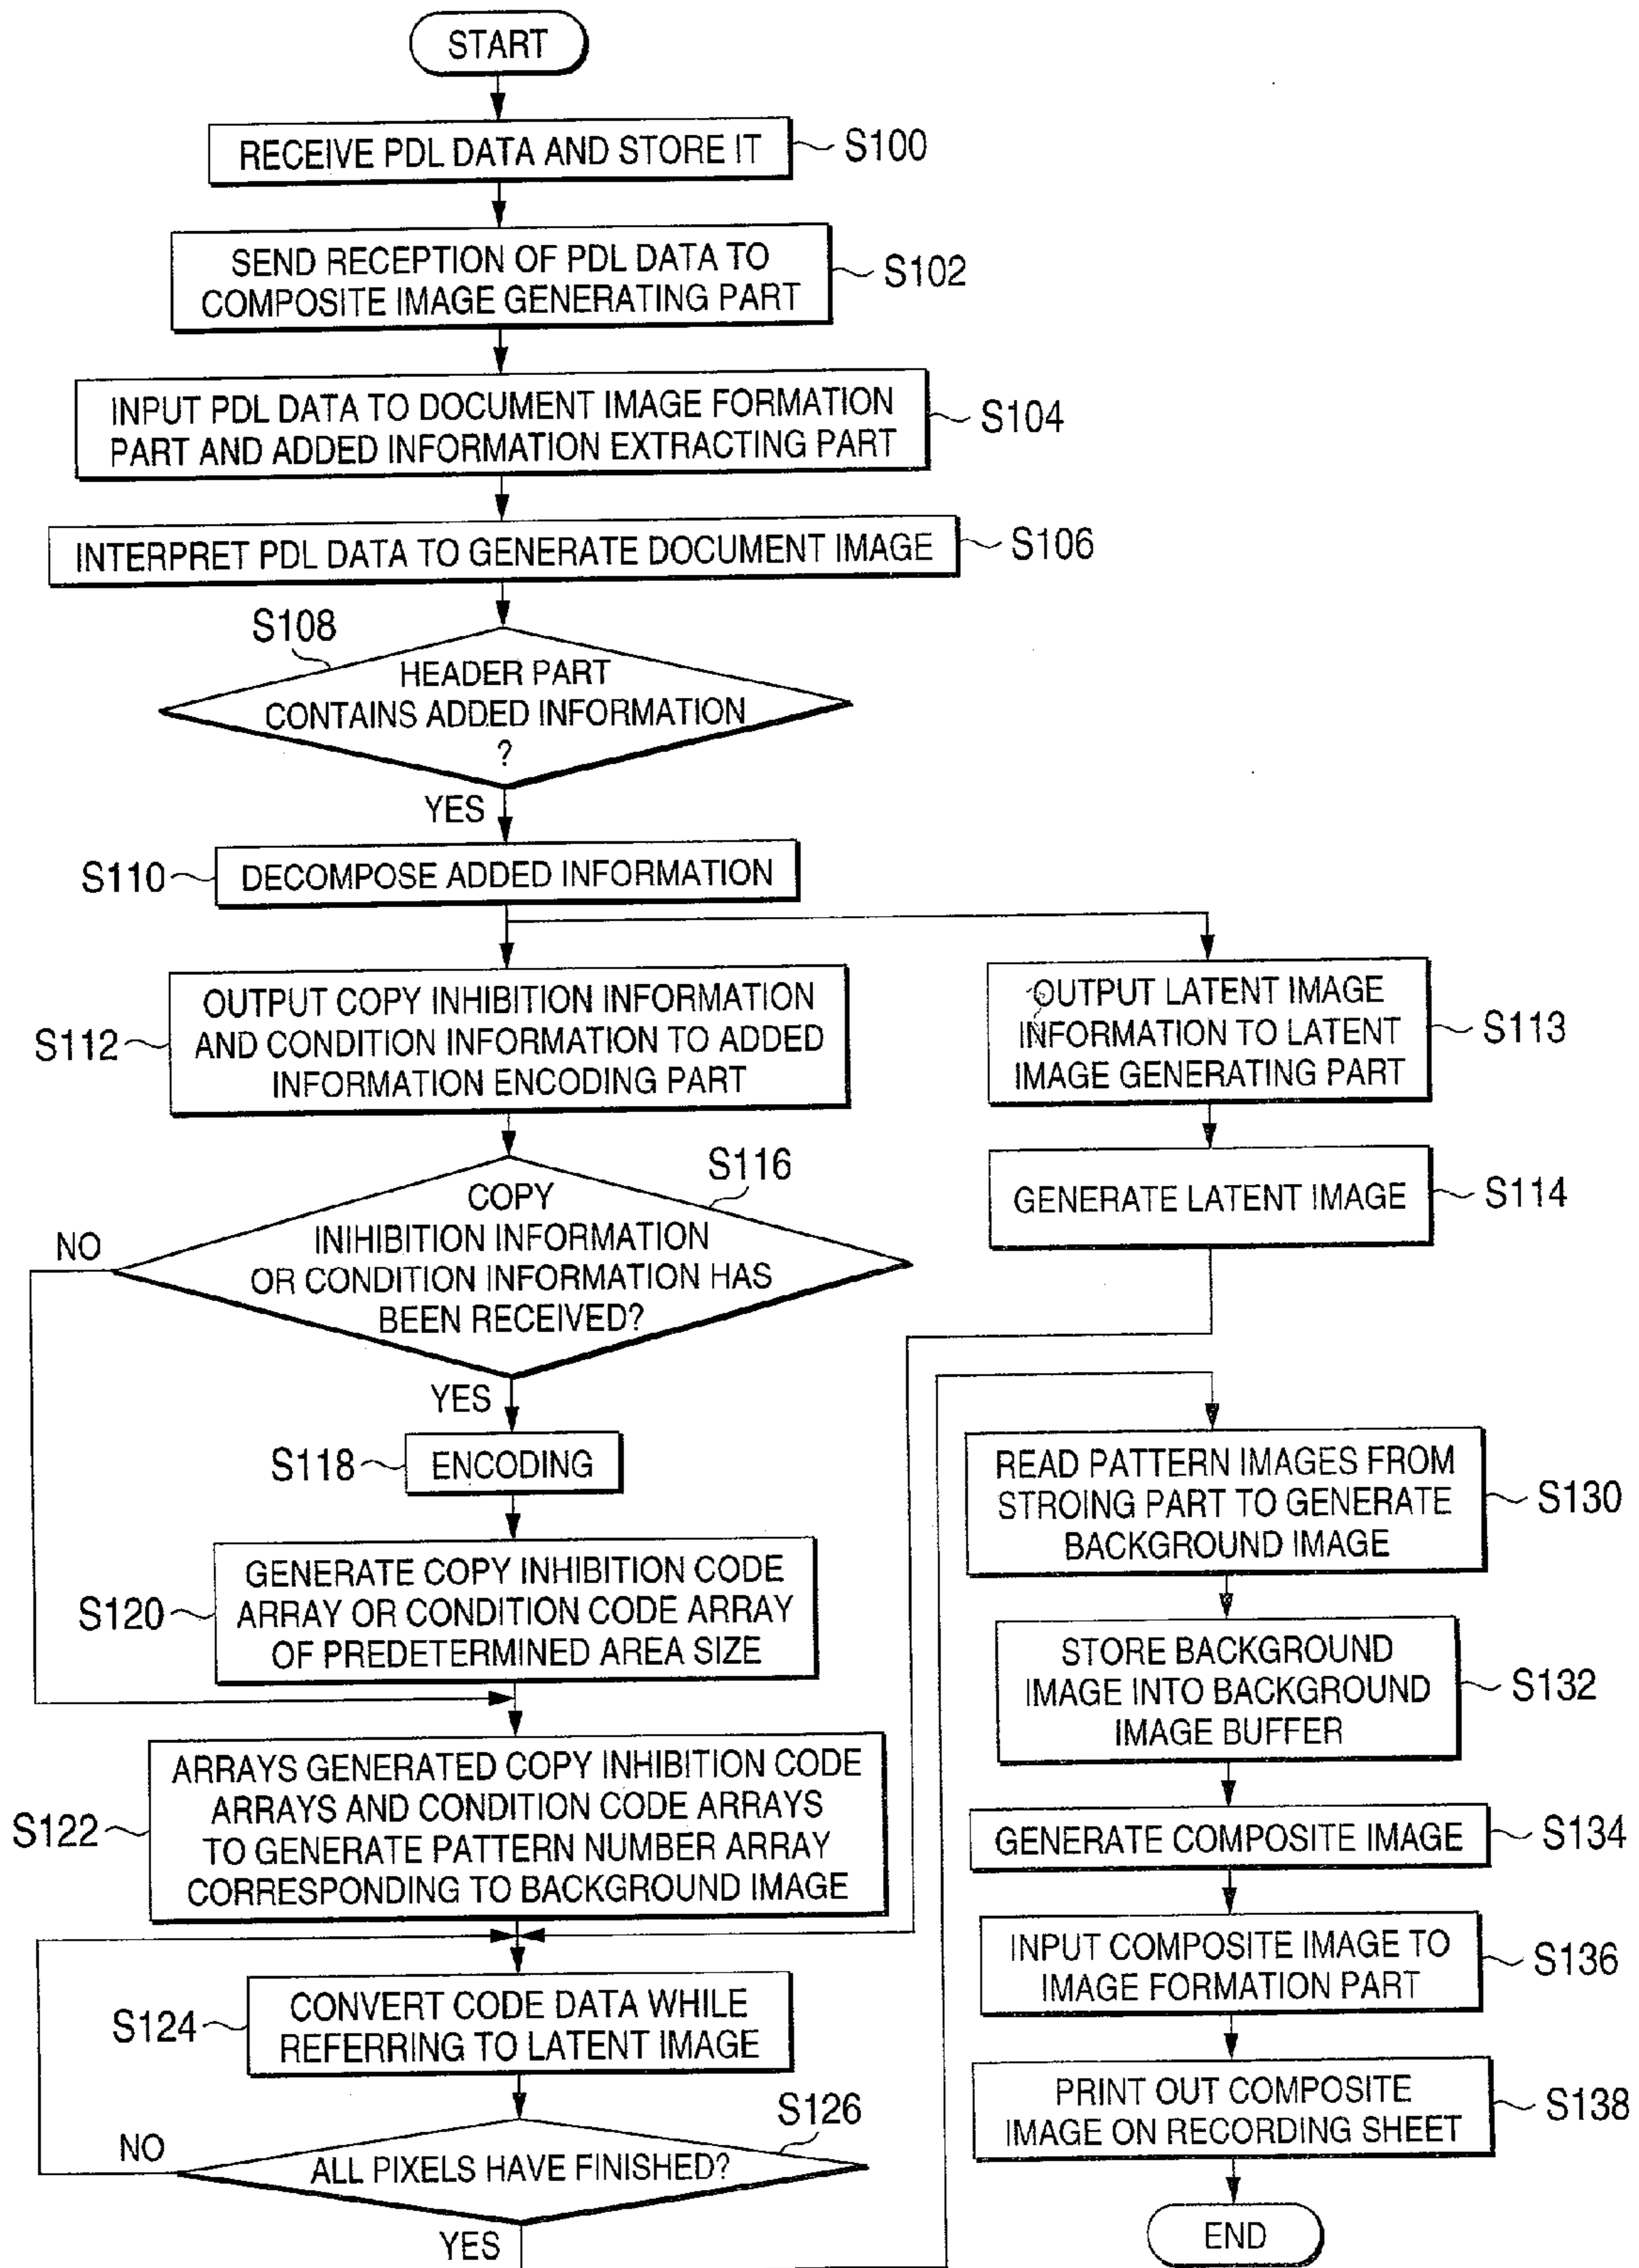 START
RECEIVE PDL DATA AND STORE IT
S100
SEND RECEPTION OF PDL DATA TO
COMPOSITE IMAGE GENERATING PART
S102
INPUT PDL DATA TO DOCUMENT IMAGE FORMATION
PART AND ADDED INFORMATION EXTRACTING PART
S104
INTERPRET PDL DATA TO GENERATE DOCUMENT IMAGE
S106
S108
HEADER PART
CONTAINS ADDED INFORMATION
?
YES
S110
DECOMPOSE ADDED INFORMATION
S112
OUTPUT COPY INHIBITION INFORMATION
AND CONDITION INFORMATION TO ADDED
INFORMATION ENCODING PART
OUTPUT LATENT IMAGE
INFORMATION TO LATENT
IMAGE GENERATING PART
S113
GENERATE LATENT IMAGE
S114
S116
COPY
INIHIBITION INFORMATION
OR CONDITION INFORMATION HAS
BEEN RECEIVED?
NO
YES
S118
ENCODING
S120
GENERATE COPY INHIBITION CODE
ARRAY OR CONDITION CODE ARRAY
OF PREDETERMINED AREA SIZE
S122
ARRAYS GENERATED COPY INHIBITION CODE
ARRAYS AND CONDITION CODE ARRAYS
TO GENERATE PATTERN NUMBER ARRAY
CORRESPONDING TO BACKGROUND IMAGE
S124
CONVERT CODE DATA WHILE
REFERRING TO LATENT IMAGE
S126
ALL PIXELS HAVE FINISHED?
NO
YES
READ PATTERN IMAGES FROM
STROING PART TO GENERATE
BACKGROUND IMAGE
S130
STORE BACKGROUND
IMAGE INTO BACKGROUND
IMAGE BUFFER
S132
GENERATE COMPOSITE IMAGE
S134
INPUT COMPOSITE IMAGE TO
IMAGE FORMATION PART
S136
PRINT OUT COMPOSITE
IMAGE ON RECORDING SHEET
S138
END